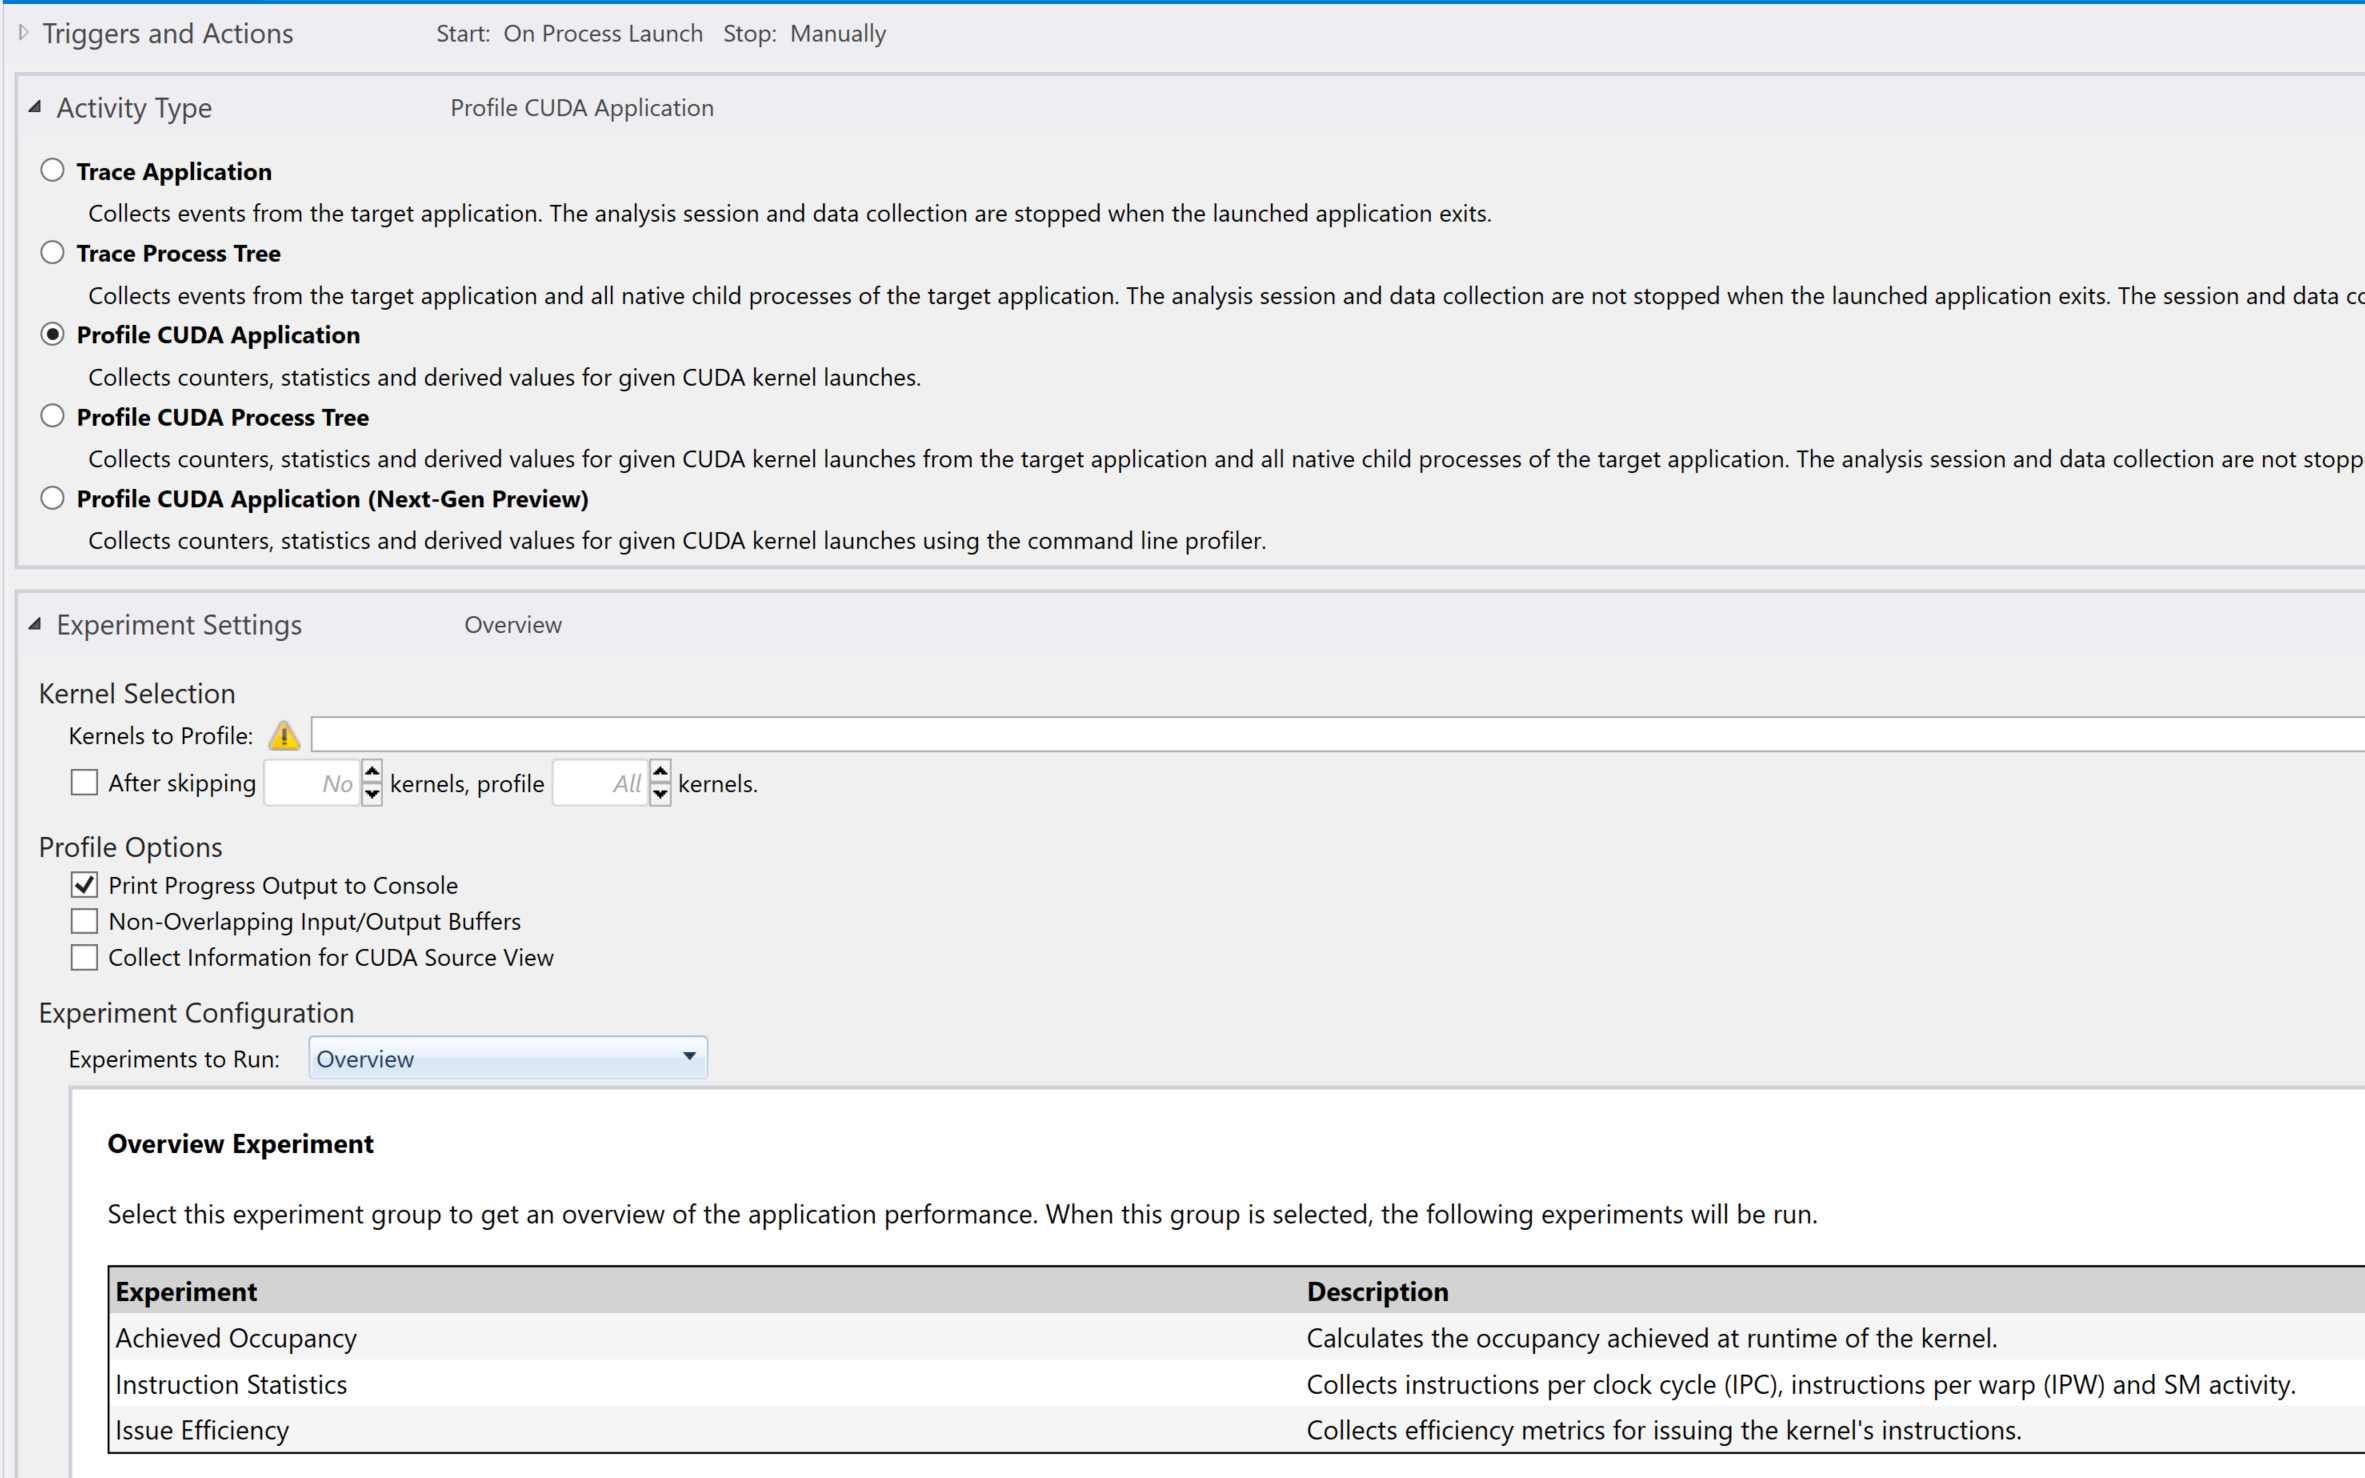 Triggers and Actions Start: On Process Launch Stop: Manually
Activity Type Profile CUDA Application
Trace Application
Collects events from the target application. The analysis session and data collection are stopped when the launched application exits.
Trace Process Tree
Collects events from the target application and all native child processes of the target application. The analysis session and data collection are not stopped when the launched application exits. The session and data co
Profile CUDA Application
Collects counters, statistics and derived values for given CUDA kernel launches.
Profile CUDA Process Tree
Collects counters, statistics and derived values for given CUDA kernel launches from the target application and all native child processes of the target application. The analysis session and data collection are not stopp
Profile CUDA Application (Next-Gen Preview)
Collects counters, statistics and derived values for given CUDA kernel launches using the command line profiler.
Experiment Settings Overview
Kernel Selection
Kernels to Profile:
After skipping No kernels, profile All kernels.
Profile Options
Print Progress Output to Console
Non-Overlapping Input/Output Buffers
Collect Information for CUDA Source View
Experiment Configuration
Experiments to Run: Overview
Overview Experiment
Select this experiment group to get an overview of the application performance. When this group is selected, the following experiments will be run.
Experiment Description
Achieved Occupancy Calculates the occupancy achieved at runtime of the kernel.
Instruction Statistics Collects instructions per clock cycle (IPC), instructions per warp (IPW) and SM activity.
Issue Efficiency Collects efficiency metrics for issuing the kernel's instructions.